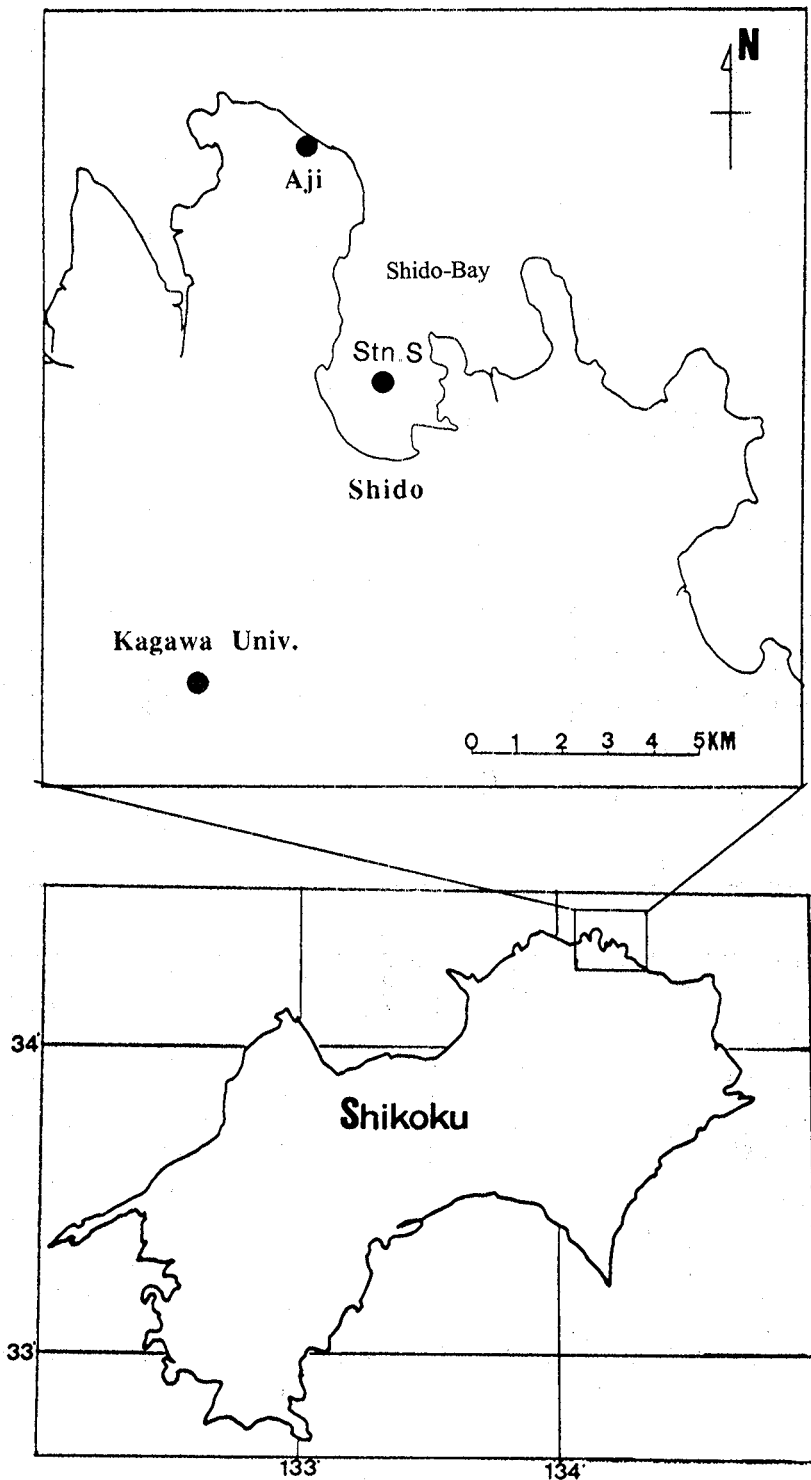 N
Aji
Shido-Bay
Stn. S
Shido
Kagawa Univ.
0 1 2 3 4 5KM
34°
Shikoku
33°
133°
134°